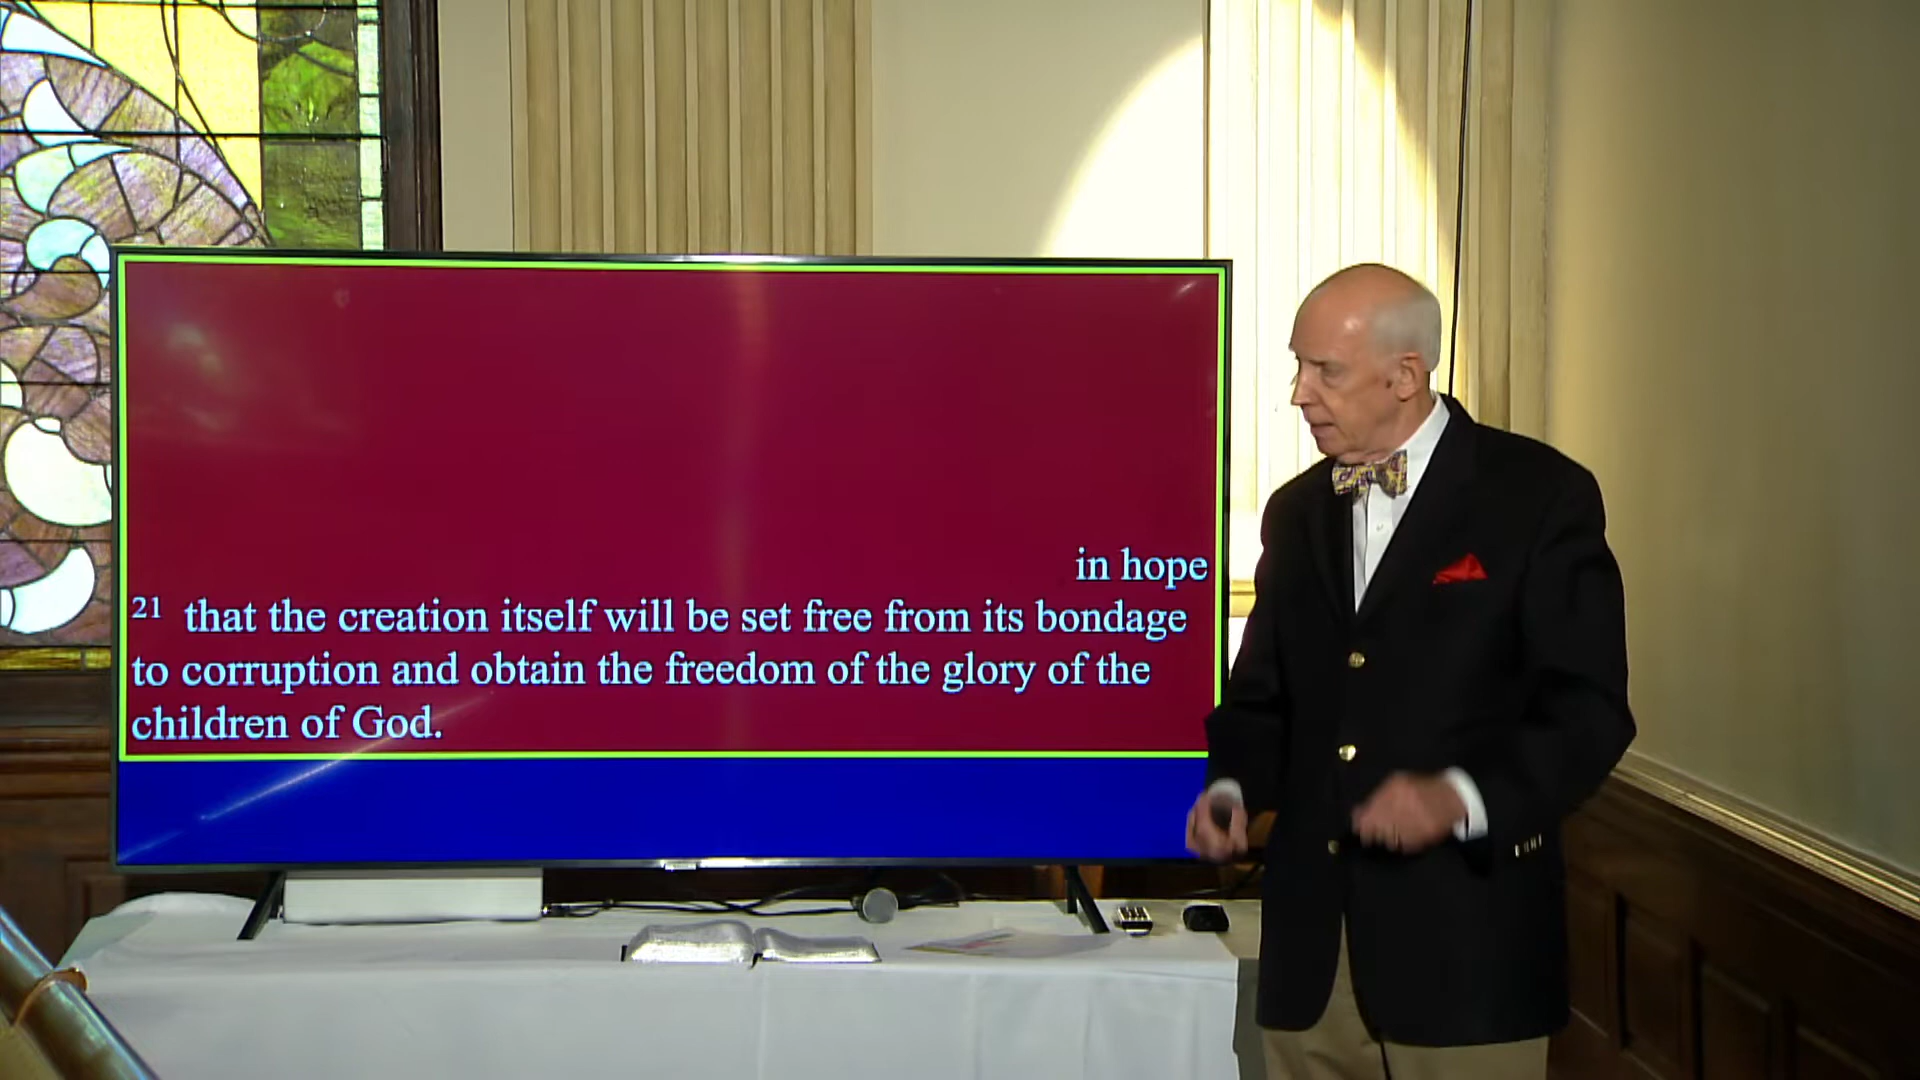 in hope
21 that the creation itself will be set free from its bondage
to corruption and obtain the freedom of the glory of the
children of God.